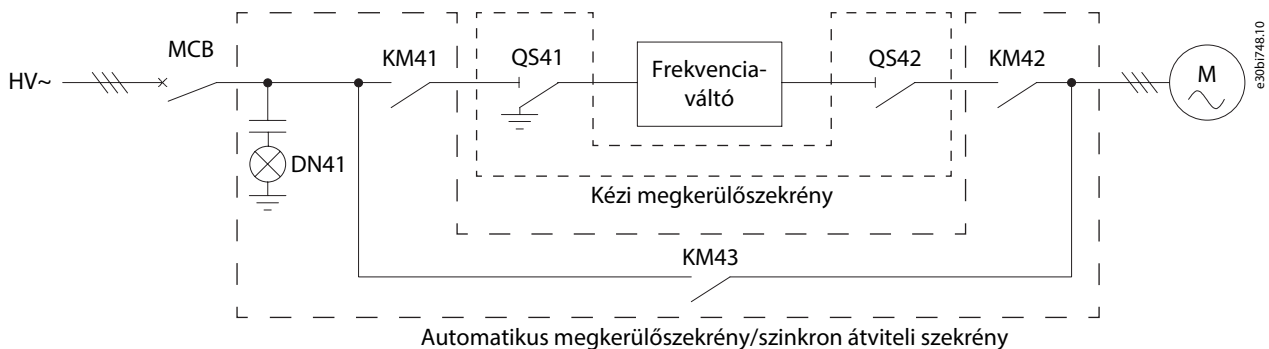 MCB
KM41
QS41
QS42
KM42
HV~
Frekvencia-
váltó
M
DN41
Kézi megkerülőszekrény
KM43
Automatikus megkerülőszekrény/szinkron átviteli szekrény
e30bi748.10